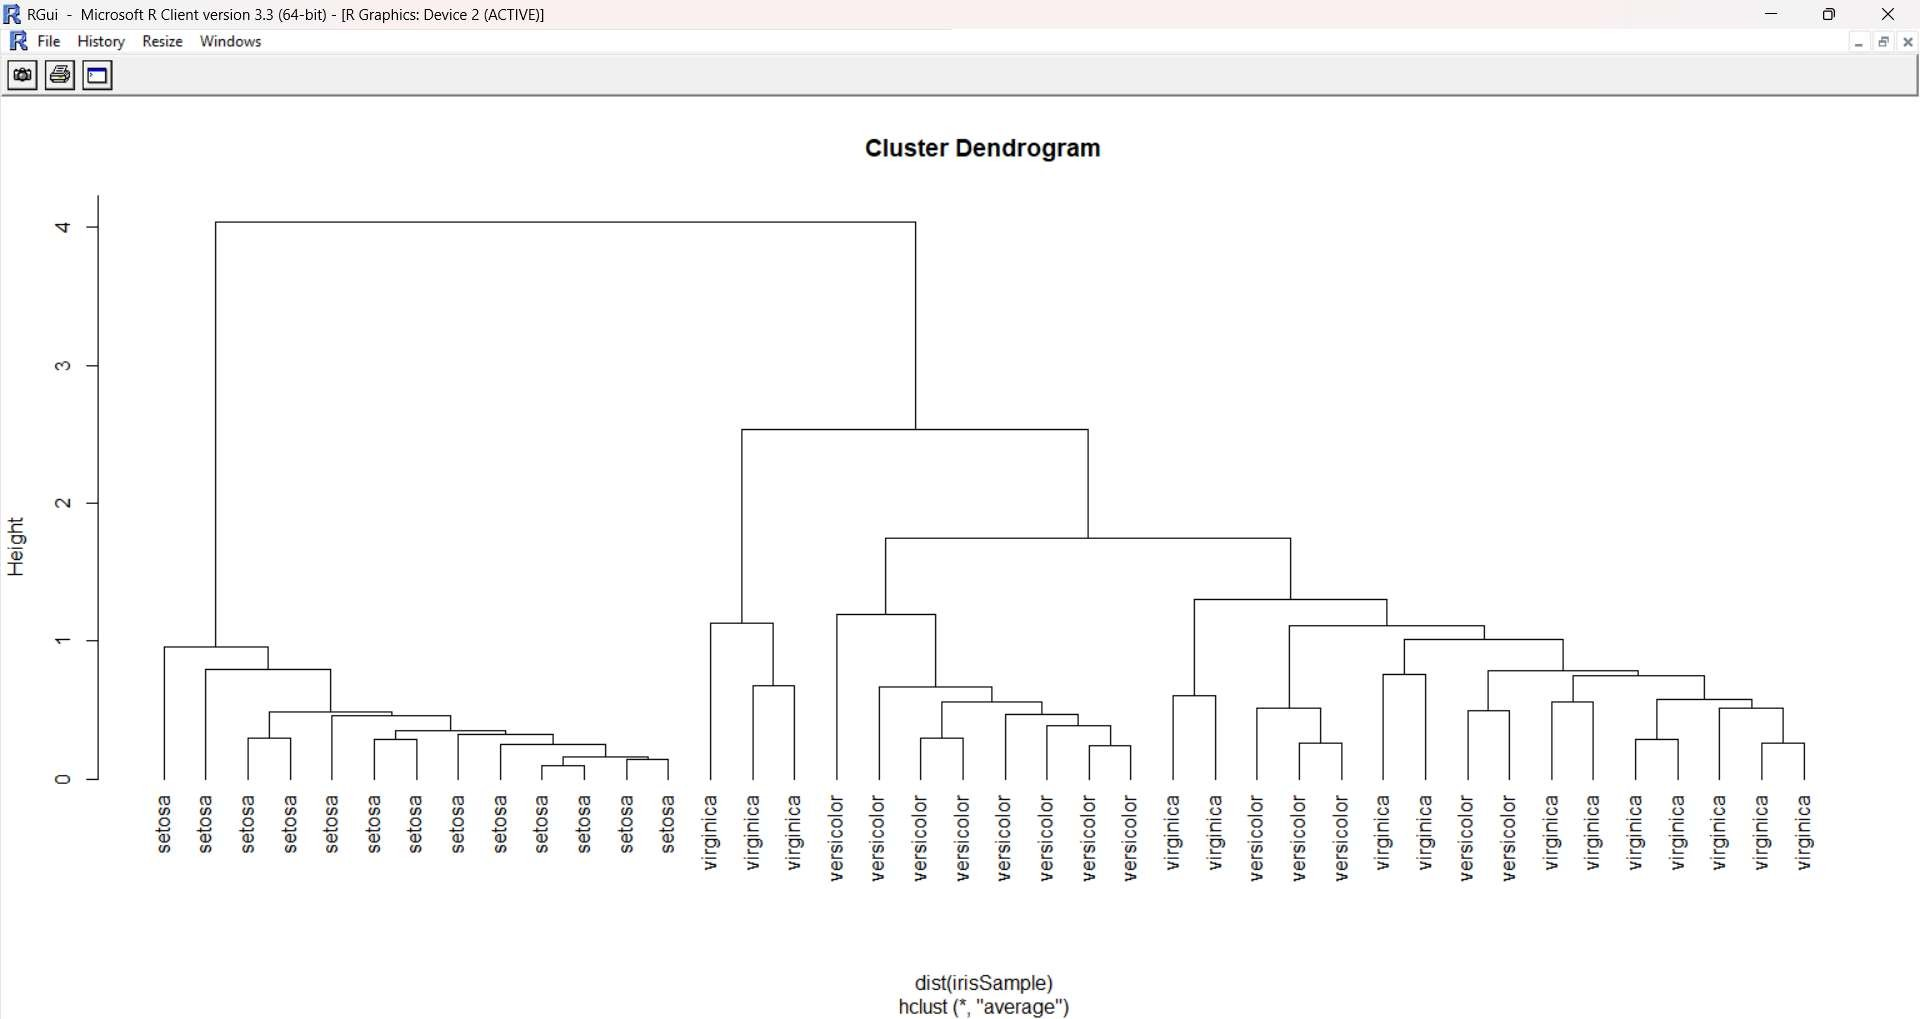 RGui - Microsoft R Client version 3.3 (64-bit) - [R Graphics: Device 2 (ACTIVE)]
File History Resize Windows
Cluster Dendrogram
4
3
2
1
0
Height
setosa setosa setosa setosa setosa setosa setosa setosa setosa setosa setosa setosa setosa virginica virginica virginica versicolor versicolor versicolor versicolor versicolor versicolor versicolor versicolor virginica virginica versicolor versicolor versicolor virginica virginica versicolor versicolor virginica virginica virginica virginica virginica virginica virginica
dist(irisSample)
hclust (*, "average")